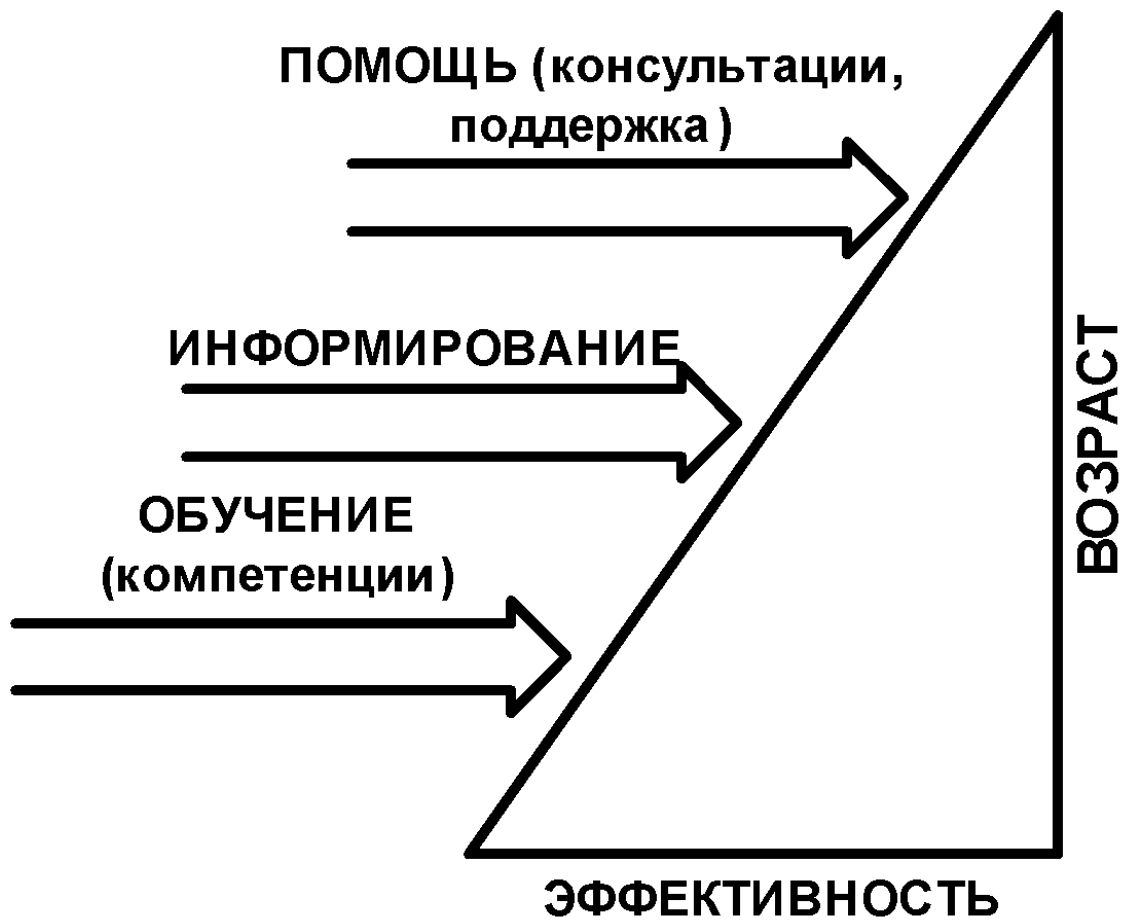 ПОМОЩЬ (консультации,
поддержка)
ИНФОРМИРОВАНИЕ
ОБУЧЕНИЕ
(компетенции)
ВОЗРАСТ
ЭФФЕКТИВНОСТЬ